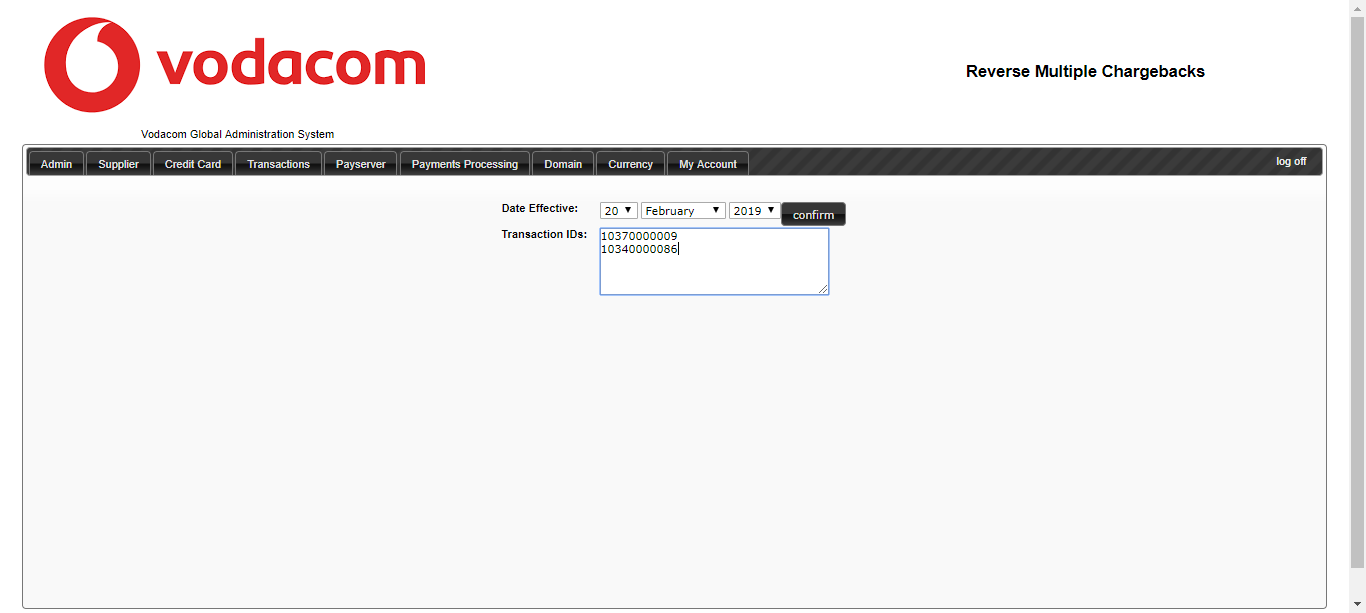 vodacom
Reverse Multiple Chargebacks
Vodacom Global Administration System
Admin Supplier Credit Card Transactions Payserver Payments Processing Domain Currency My Account log off
Date Effective: 20 February 2019 confirm
Transaction IDs: 10370000009
10340000086